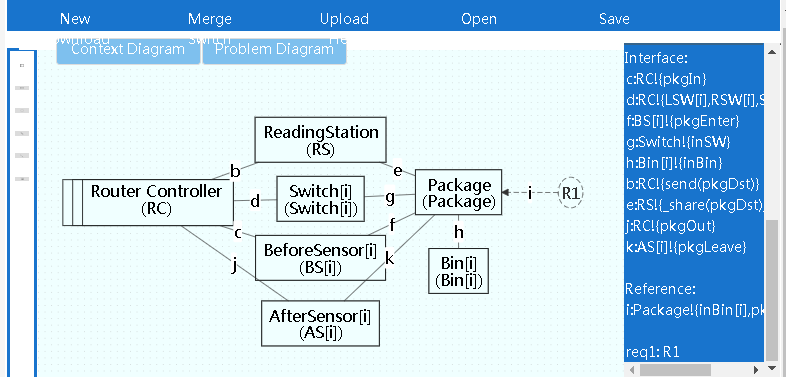 New Merge Upload Open Save
Context Diagram Problem Diagram
ReadingStation
(RS)
b
e
Router Controller
(RC)
d
Switch[i]
(Switch[i])
g
Package
(Package)
i
R1
c
f
BeforeSensor[i]
(BS[i])
h
j
k
Bin[i]
(Bin[i])
AfterSensor[i]
(AS[i])
Interface:
c:RC!{pkgIn}
d:RC!{LSW[i],RSW[i],S
f:BS[i]!{pkgEnter}
g:Switch!{inSW}
h:Bin[i]!{inBin}
b:RC!{send(pkgDst)}
e:RS!{_share(pkgDst),
j:RC!{pkgOut}
k:AS[i]!{pkgLeave}
Reference:
i:Package!{inBin[i],pk
req1: R1